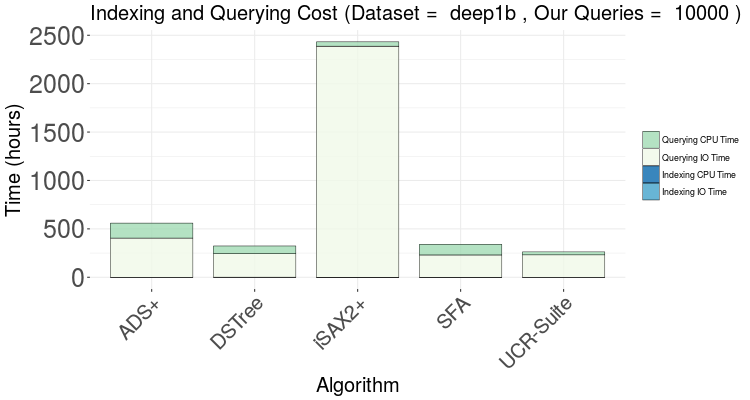 Indexing and Querying Cost (Dataset = deep1b , Our Queries = 10000 )
Time (hours)
2500
2000
1500
1000
500
0
Querying CPU Time
Querying IO Time
Indexing CPU Time
Indexing IO Time
ADS+
DSTree
iSAX2+
SFA
UCR-Suite
Algorithm